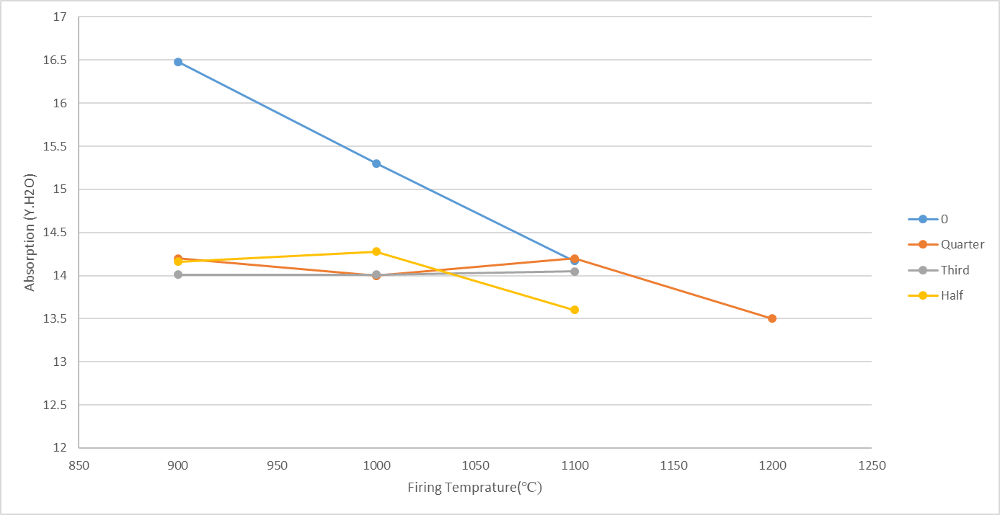 17
16.5
16
15.5
15
14.5
14
13.5
13
12.5
12
Absorption (Y.H2O)
850 900 950 1000 1050 1100 1150 1200 1250
Firing Temprature(℃)
0
Quarter
Third
Half